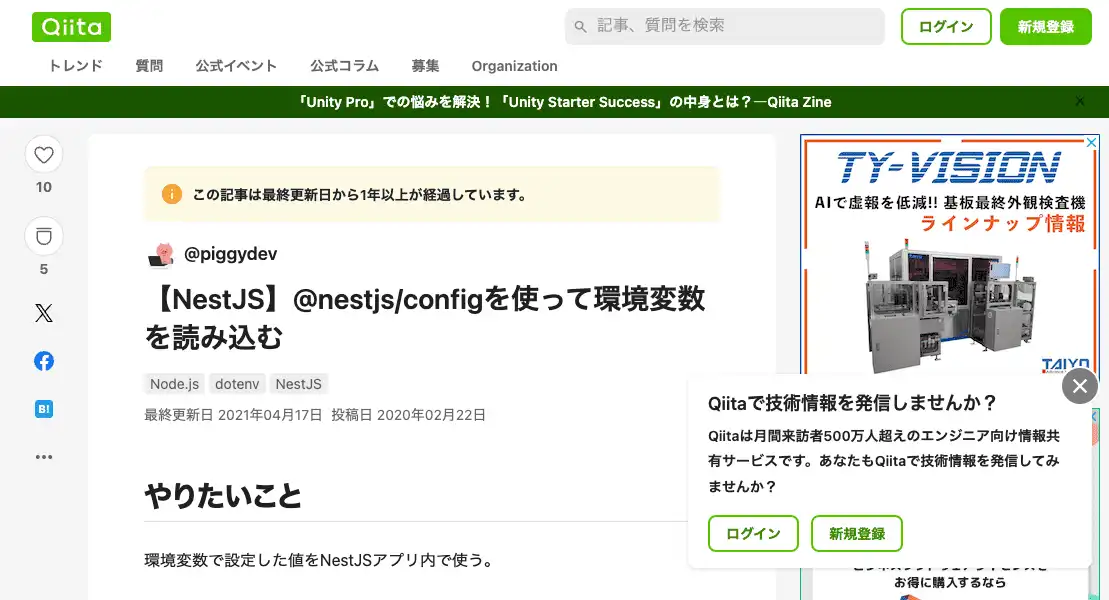 Qiita
記事、質問を検索
ログイン
新規登録
トレンド
質問
公式イベント
公式コラム
募集
Organization
「Unity Pro」での悩みを解決！「Unity Starter Success」の中身とは？―Qiita Zine
10
5
B!
この記事は最終更新日から1年以上が経過しています。
@piggydev
【NestJS】@nestjs/configを使って環境変数
を読み込む
Node.js
dotenv
NestJS
最終更新日 2021年04月17日 投稿日 2020年02月22日
やりたいこと
環境変数で設定した値をNestJSアプリ内で使う。
TY-VISION
AIで虚報を低減!! 基板最終外観検査機
ラインナップ情報
TAIYO
Qiitaで技術情報を発信しませんか？
Qiitaは月間来訪者500万人超えのエンジニア向け情報共
有サービスです。あなたもQiitaで技術情報を発信してみ
ませんか？
ログイン
新規登録
お得に購入するなら